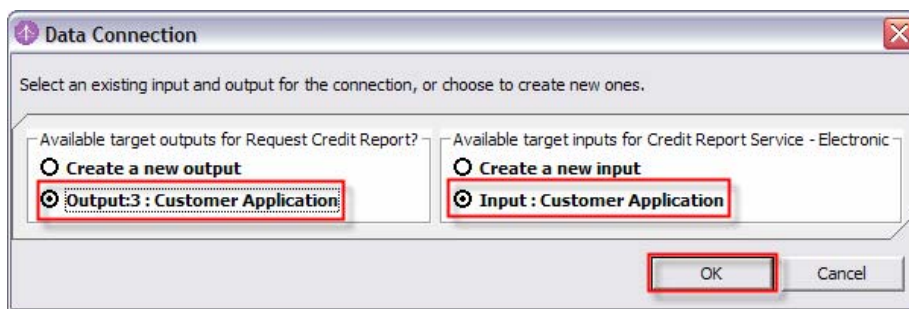 Data Connection
Select an existing input and output for the connection, or choose to create new ones.
Available target outputs for Request Credit Report?
Create a new output
Output:3 : Customer Application
Available target inputs for Credit Report Service - Electronic
Create a new input
Input : Customer Application
OK
Cancel